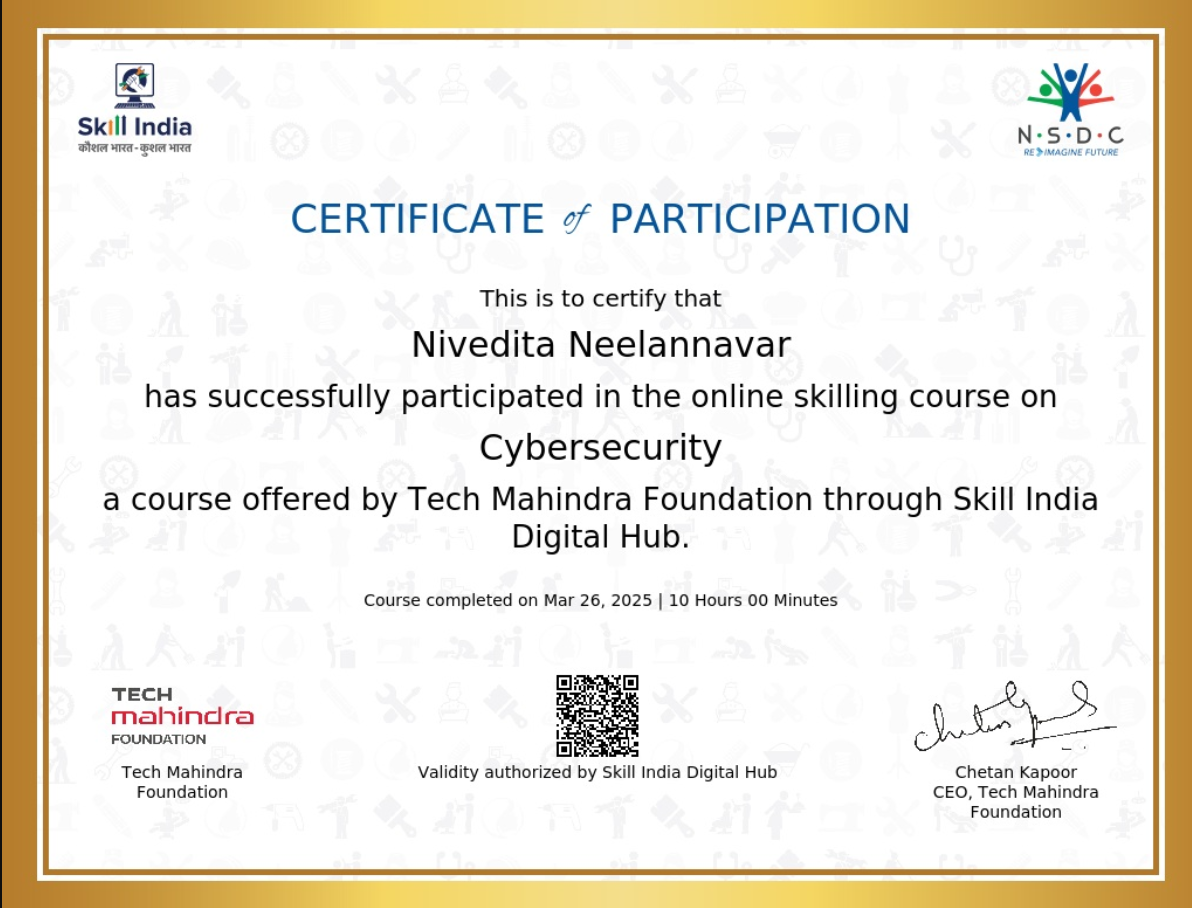 Skill India
कौशल भारत - कुशल भारत
N·S·D·C
RE IMAGINE FUTURE
CERTIFICATE of PARTICIPATION
This is to certify that
Nivedita Neelannavar
has successfully participated in the online skilling course on
Cybersecurity
a course offered by Tech Mahindra Foundation through Skill India
Digital Hub.
Course completed on Mar 26, 2025 | 10 Hours 00 Minutes
TECH
mahindra
FOUNDATION
Tech Mahindra
Foundation
Validity authorized by Skill India Digital Hub
Chetan Kapoor
CEO, Tech Mahindra
Foundation